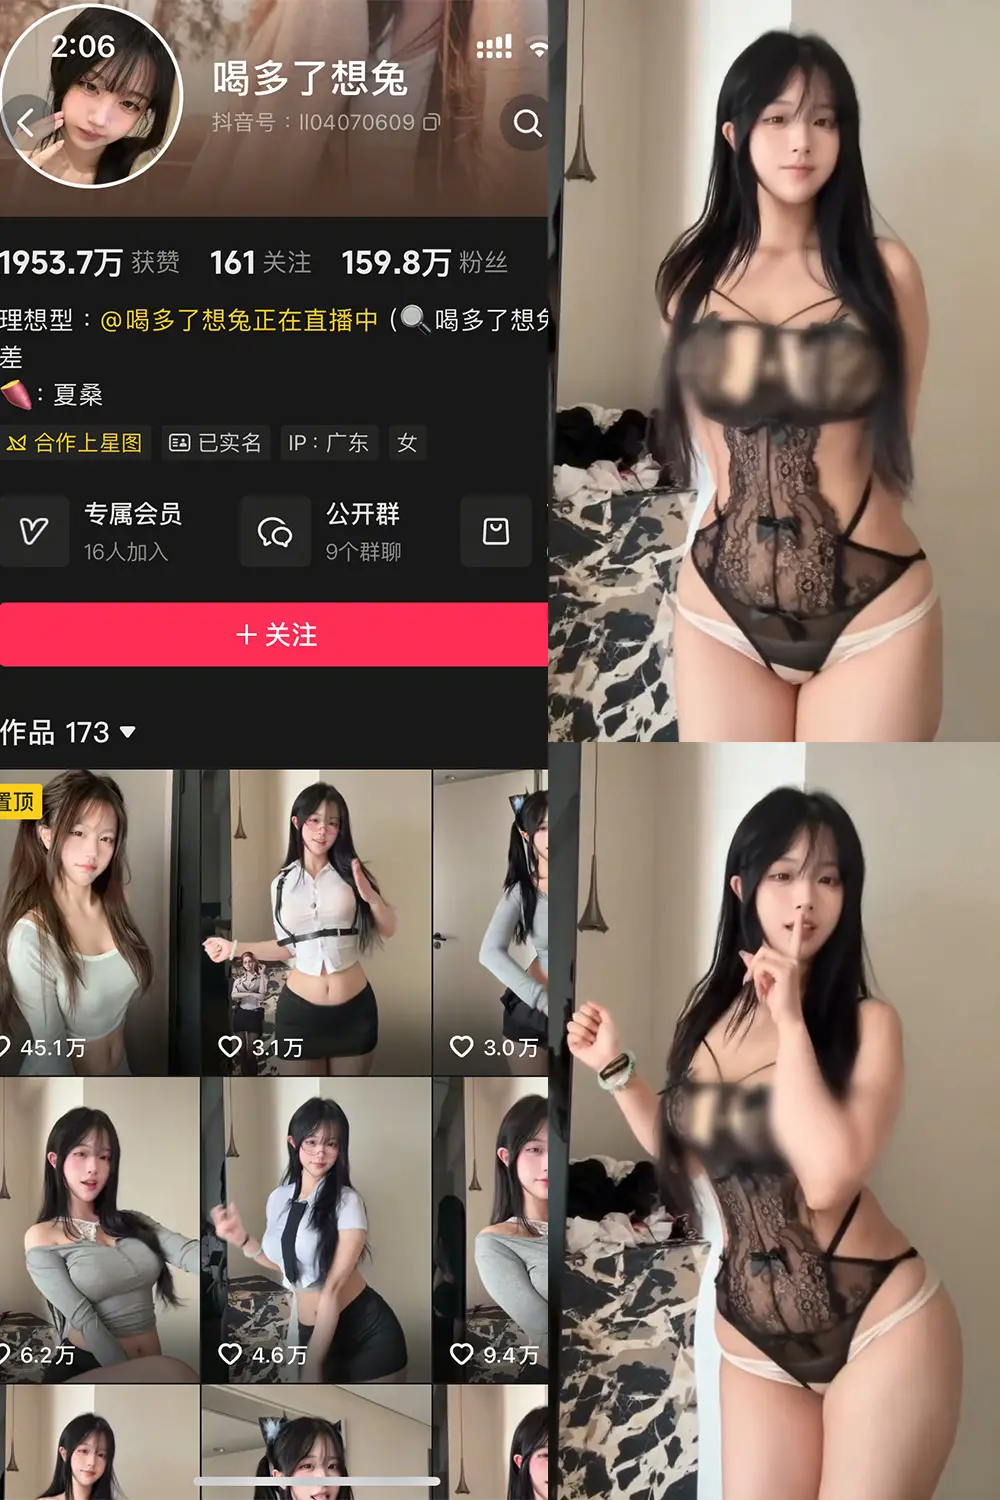 2:06
喝多了想兔
抖音号：ll04070609
1953.7万 获赞 161 关注 159.8万 粉丝
理想型：@喝多了想兔正在直播中 (🔍喝多了想兔
差
🍠：夏桑
合作上星图 已实名 IP：广东 女
专属会员 公开群
16人加入 9个群聊
＋关注
作品 173
置顶
45.1万 3.1万 3.0万
6.2万 4.6万 9.4万